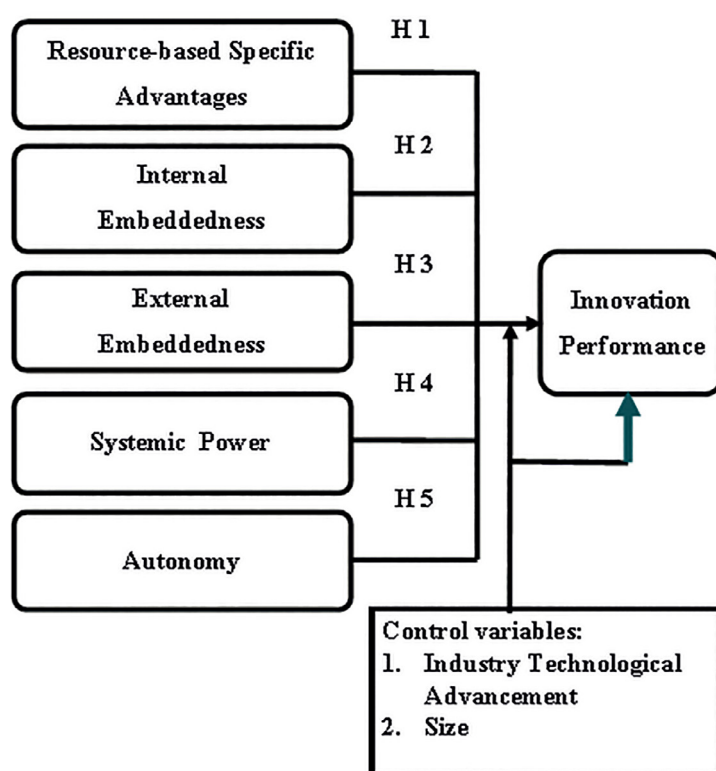 H 1
Resource-based Specific
Advantages
H 2
Internal
Embeddedness
H 3
External
Embeddedness
Innovation
Performance
H 4
Systemic Power
H 5
Autonomy
Control variables:
1. Industry Technological
Advancement
2. Size